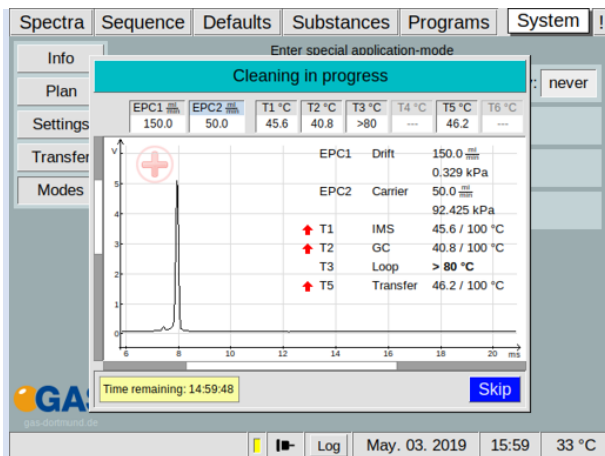 Spectra Sequence Defaults Substances Programs System !
Enter special application-mode
Info
Plan
Settings
Transfer
Modes
never
Cleaning in progress
EPC1 ml/min EPC2 ml/min T1 °C T2 °C T3 °C T4 °C T5 °C T6 °C
150.0 50.0 45.6 40.8 >80 --- 46.2 ---
V
5
4
3
2
1
0
6 8 10 12 14 16 18 20 ms
EPC1 Drift 150.0 ml/min
0.329 kPa
EPC2 Carrier 50.0 ml/min
92.425 kPa
T1 IMS 45.6 / 100 °C
T2 GC 40.8 / 100 °C
T3 Loop > 80 °C
T5 Transfer 46.2 / 100 °C
Time remaining: 14:59:48
Skip
GAS
gas-dortmund.de
Log May. 03. 2019 15:59 33 °C